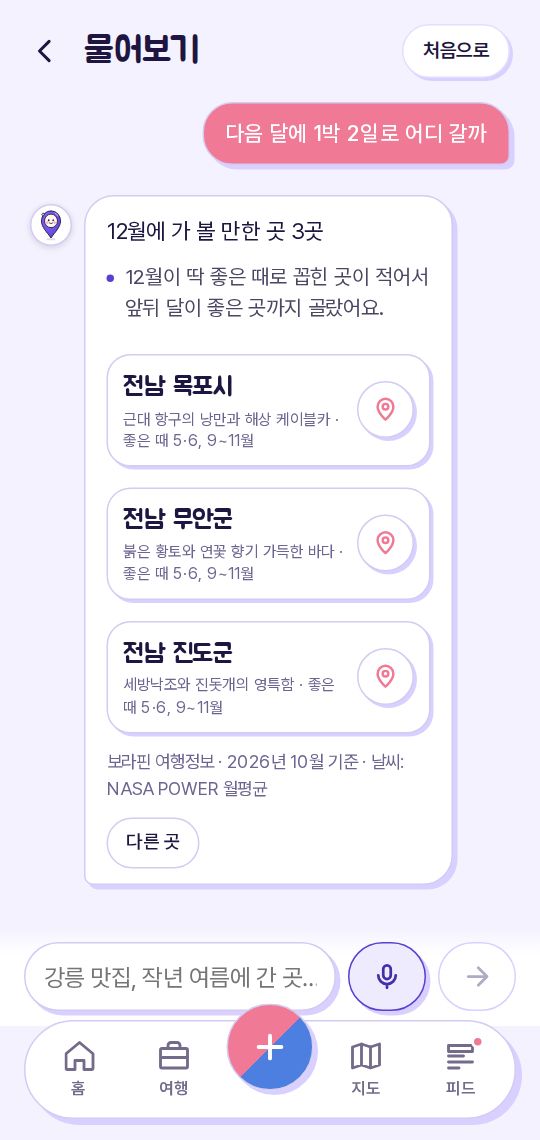 물어보기
처음으로
다음 달에 1박 2일로 어디 갈까
12월에 가 볼 만한 곳 3곳
12월이 딱 좋은 때로 꼽힌 곳이 적어서
앞뒤 달이 좋은 곳까지 골랐어요.
전남 목포시
근대 항구의 낭만과 해상 케이블카 ·
좋은 때 5·6, 9~11월
전남 무안군
붉은 황토와 연꽃 향기 가득한 바다 ·
좋은 때 5·6, 9~11월
전남 진도군
세방낙조와 진돗개의 영특함 · 좋은
때 5·6, 9~11월
보라핀 여행정보 · 2026년 10월 기준 · 날씨:
NASA POWER 월평균
다른 곳
강릉 맛집, 작년 여름에 간 곳…
홈
여행
지도
피드